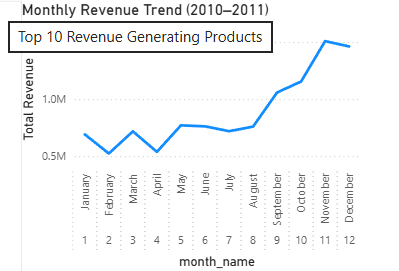 Monthly Revenue Trend (2010–2011)
Top 10 Revenue Generating Products
Total Revenue
1.0M
0.5M
January February March April May June July August September October November December
1 2 3 4 5 6 7 8 9 10 11 12
month_name